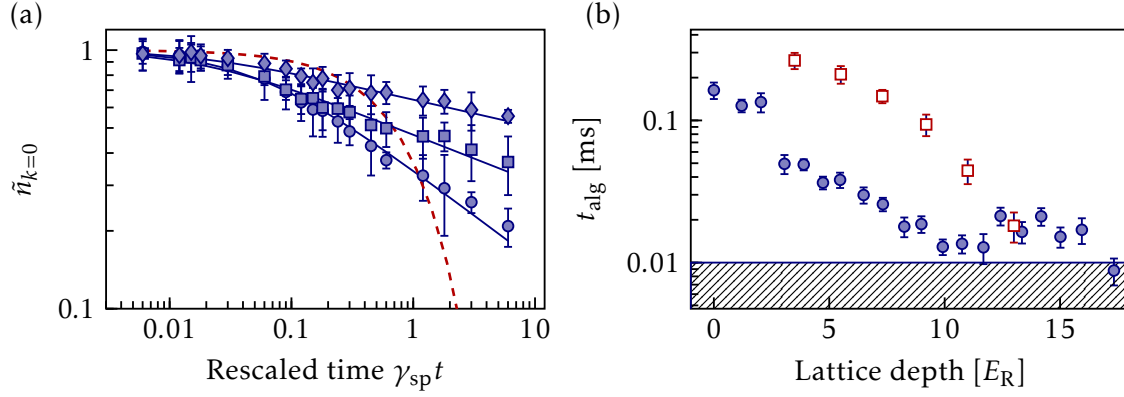 (a)
(b)
1
0.1
ñₖ₌₀
0.01 0.1 1 10
Rescaled time γ_sp t
0.1
0.01
t_alg [ms]
0 5 10 15
Lattice depth [E_R]